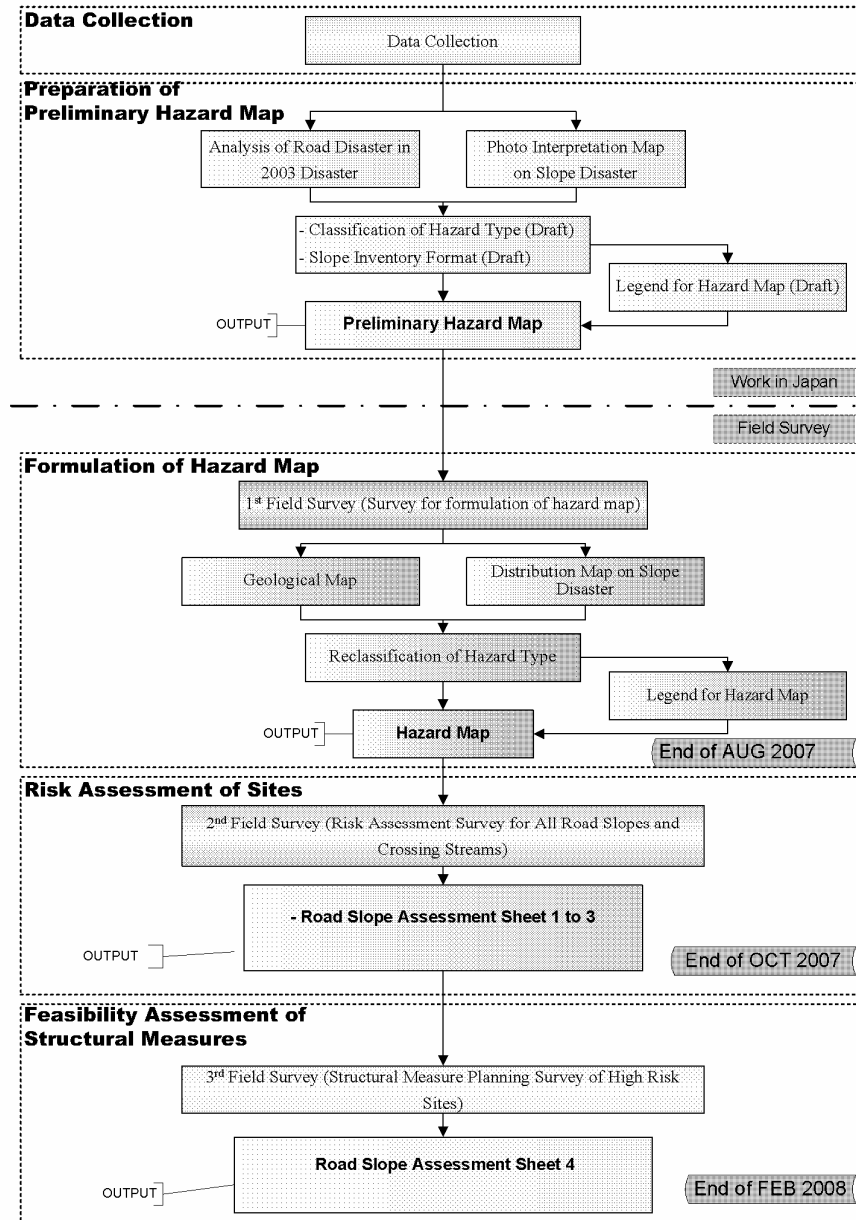 Data Collection
Data Collection
Preparation of
Preliminary Hazard Map
Analysis of Road Disaster in
2003 Disaster
Photo Interpretation Map
on Slope Disaster
- Classification of Hazard Type (Draft)
- Slope Inventory Format (Draft)
Legend for Hazard Map (Draft)
OUTPUT
Preliminary Hazard Map
Work in Japan
Field Survey
Formulation of Hazard Map
1st Field Survey (Survey for formulation of hazard map)
Geological Map
Distribution Map on Slope
Disaster
Reclassification of Hazard Type
Legend for Hazard Map
OUTPUT
Hazard Map
End of AUG 2007
Risk Assessment of Sites
2nd Field Survey (Risk Assessment Survey for All Road Slopes and
Crossing Streams)
- Road Slope Assessment Sheet 1 to 3
OUTPUT
End of OCT 2007
Feasibility Assessment of
Structural Measures
3rd Field Survey (Structural Measure Planning Survey of High Risk
Sites)
Road Slope Assessment Sheet 4
OUTPUT
End of FEB 2008